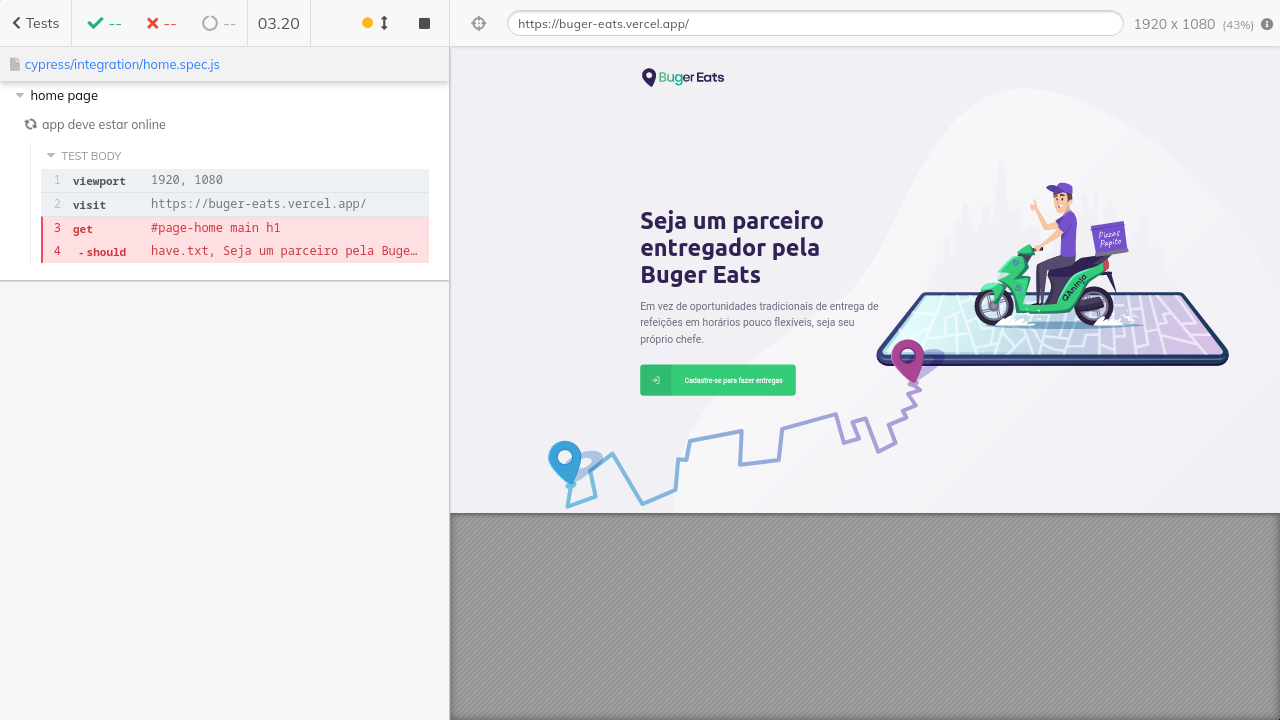 Tests
--
--
--
03.20
https://buger-eats.vercel.app/
1920 x 1080 (43%)
cypress/integration/home.spec.js
home page
app deve estar online
TEST BODY
1 viewport 1920, 1080
2 visit https://buger-eats.vercel.app/
3 get #page-home main h1
4 -should have.txt, Seja um parceiro pela Buge…
Buger Eats
Seja um parceiro
entregador pela
Buger Eats
Em vez de oportunidades tradicionais de entrega de
refeições em horários pouco flexíveis, seja seu
próprio chefe.
Cadastre-se para fazer entregas
Piezas
Papito
QAninja